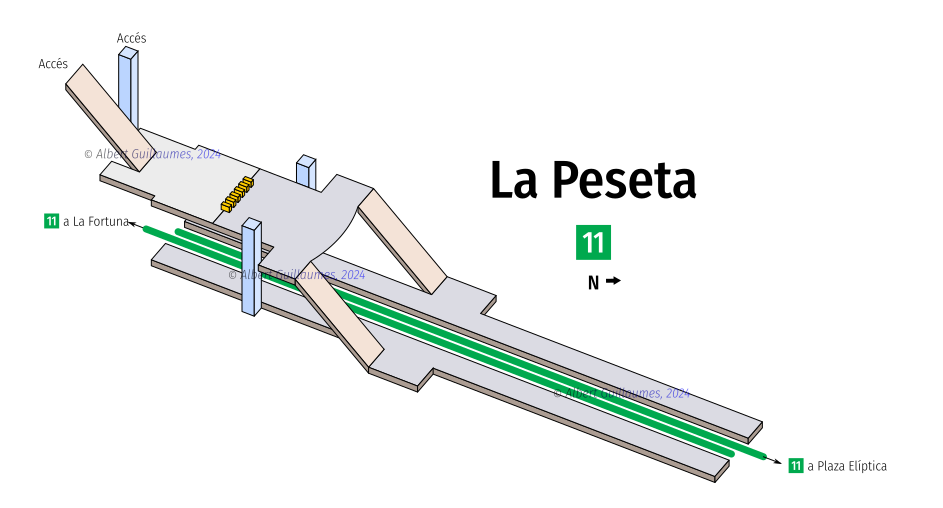 Accés
Accés
© Albert Guillaumes, 2024
La Peseta
11
11 a La Fortuna
© Albert Guillaumes, 2024
N
© Albert Guillaumes, 2024
11 a Plaza Elíptica